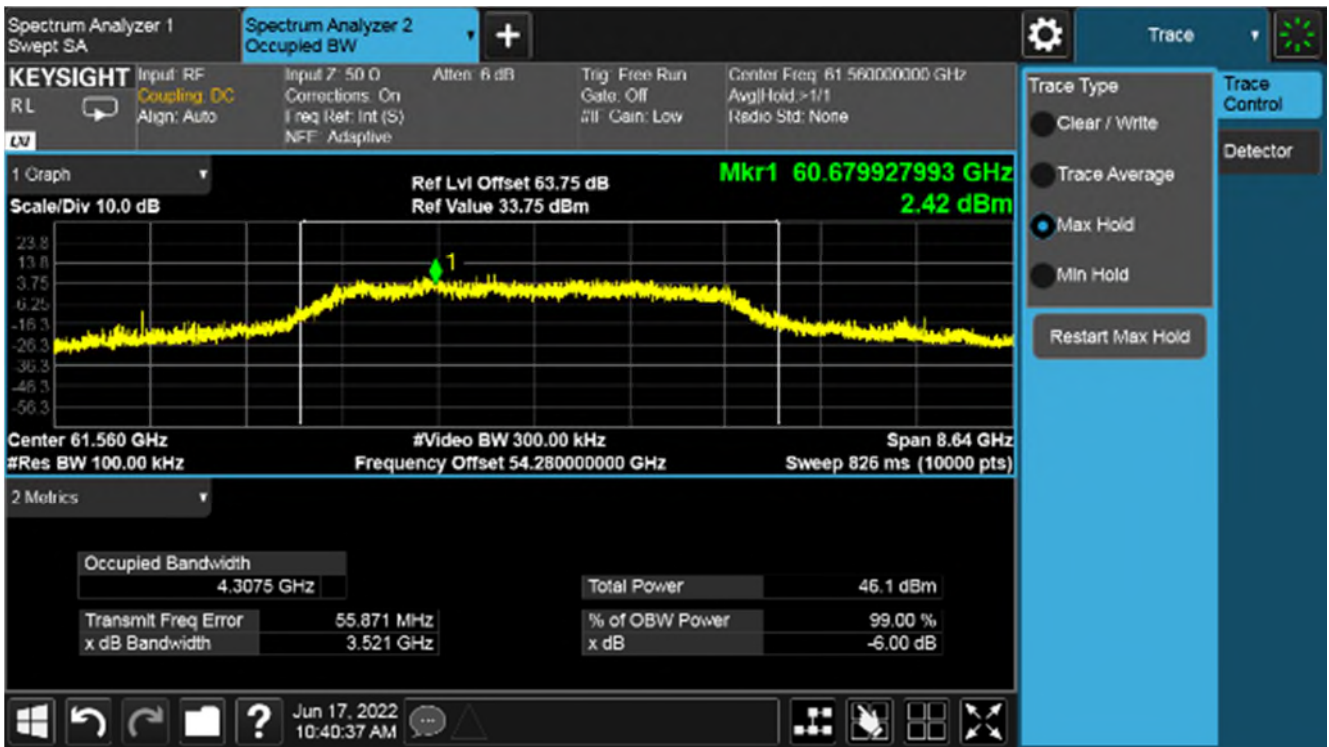 Spectrum Analyzer 1
Swept SA
Spectrum Analyzer 2
Occupied BW
Trace
KEYSIGHT
RL
LXI
Input: RF
Coupling: DC
Align: Auto
Input Z: 50 Ω
Corrections: On
Freq Ref: Int (S)
NFE: Adaptive
Atten: 6 dB
Trig: Free Run
Gate: Off
#IF Gain: Low
Center Freq: 61.560000000 GHz
Avg|Hold:>1/1
Radio Std: None
Trace Type
Clear / Write
Trace Average
Max Hold
Min Hold
Restart Max Hold
Trace
Control
Detector
1 Graph
Scale/Div 10.0 dB
Ref Lvl Offset 63.75 dB
Ref Value 33.75 dBm
Mkr1 60.679927993 GHz
2.42 dBm
23.8
13.8
3.75
-6.25
-16.3
-26.3
-36.3
-46.3
-56.3
1
Center 61.560 GHz
#Res BW 100.00 kHz
#Video BW 300.00 kHz
Frequency Offset 54.280000000 GHz
Span 8.64 GHz
Sweep 826 ms (10000 pts)
2 Metrics
Occupied Bandwidth
4.3075 GHz
Total Power 46.1 dBm
Transmit Freq Error 55.871 MHz
% of OBW Power 99.00 %
x dB Bandwidth 3.521 GHz
x dB -6.00 dB
?
Jun 17, 2022
10:40:37 AM